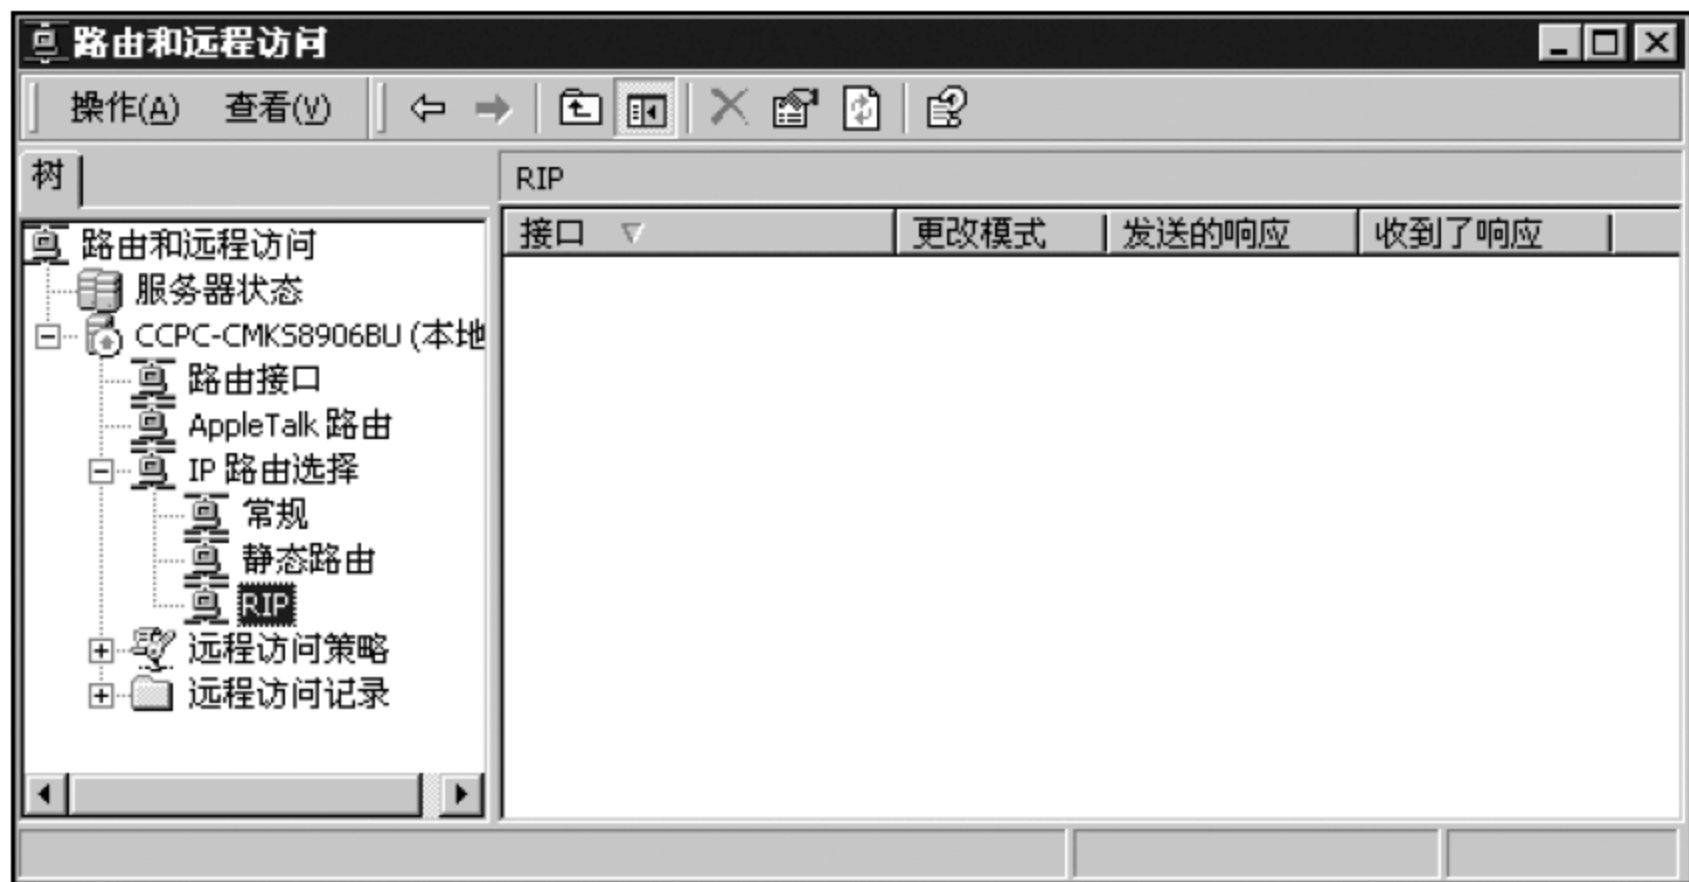 路由和远程访问
操作(A) 查看(V)
树
RIP
接口 更改模式 发送的响应 收到了响应
路由和远程访问
服务器状态
CCPC-CMKS8906BU (本地
路由接口
AppleTalk 路由
IP 路由选择
常规
静态路由
RIP
远程访问策略
远程访问记录